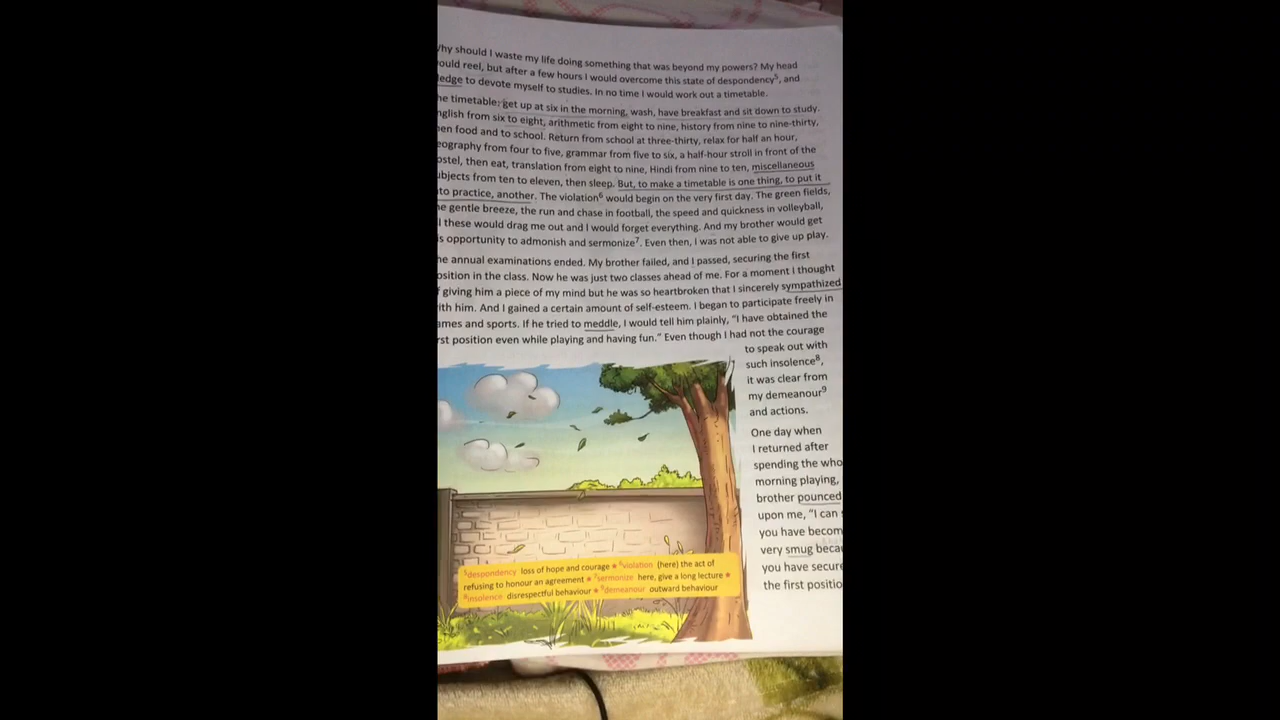 Why should I waste my life doing something that was beyond my powers? My head
would reel, but after a few hours I would overcome this state of despondency5, and
ledge to devote myself to studies. In no time I would work out a timetable.
he timetable: get up at six in the morning, wash, have breakfast and sit down to study.
nglish from six to eight, arithmetic from eight to nine, history from nine to nine-thirty,
en food and to school. Return from school at three-thirty, relax for half an hour,
eography from four to five, grammar from five to six, a half-hour stroll in front of the
ostel, then eat, translation from eight to nine, Hindi from nine to ten, miscellaneous
ubjects from ten to eleven, then sleep. But, to make a timetable is one thing, to put it
to practice, another. The violation6 would begin on the very first day. The green fields,
he gentle breeze, the run and chase in football, the speed and quickness in volleyball,
l these would drag me out and I would forget everything. And my brother would get
is opportunity to admonish and sermonize7. Even then, I was not able to give up play.
he annual examinations ended. My brother failed, and I passed, securing the first
osition in the class. Now he was just two classes ahead of me. For a moment I thought
f giving him a piece of my mind but he was so heartbroken that I sincerely sympathized
ith him. And I gained a certain amount of self-esteem. I began to participate freely in
ames and sports. If he tried to meddle, I would tell him plainly, “I have obtained the
rst position even while playing and having fun.” Even though I had not the courage
to speak out with
such insolence8,
it was clear from
my demeanour9
and actions.
One day when
I returned after
spending the who
morning playing,
brother pounced
upon me, “I can
you have becom
very smug beca
you have secure
the first positio
5despondency loss of hope and courage ★ 6violation (here) the act of
refusing to honour an agreement ★ 7sermonize here, give a long lecture ★
8insolence disrespectful behaviour ★ 9demeanour outward behaviour